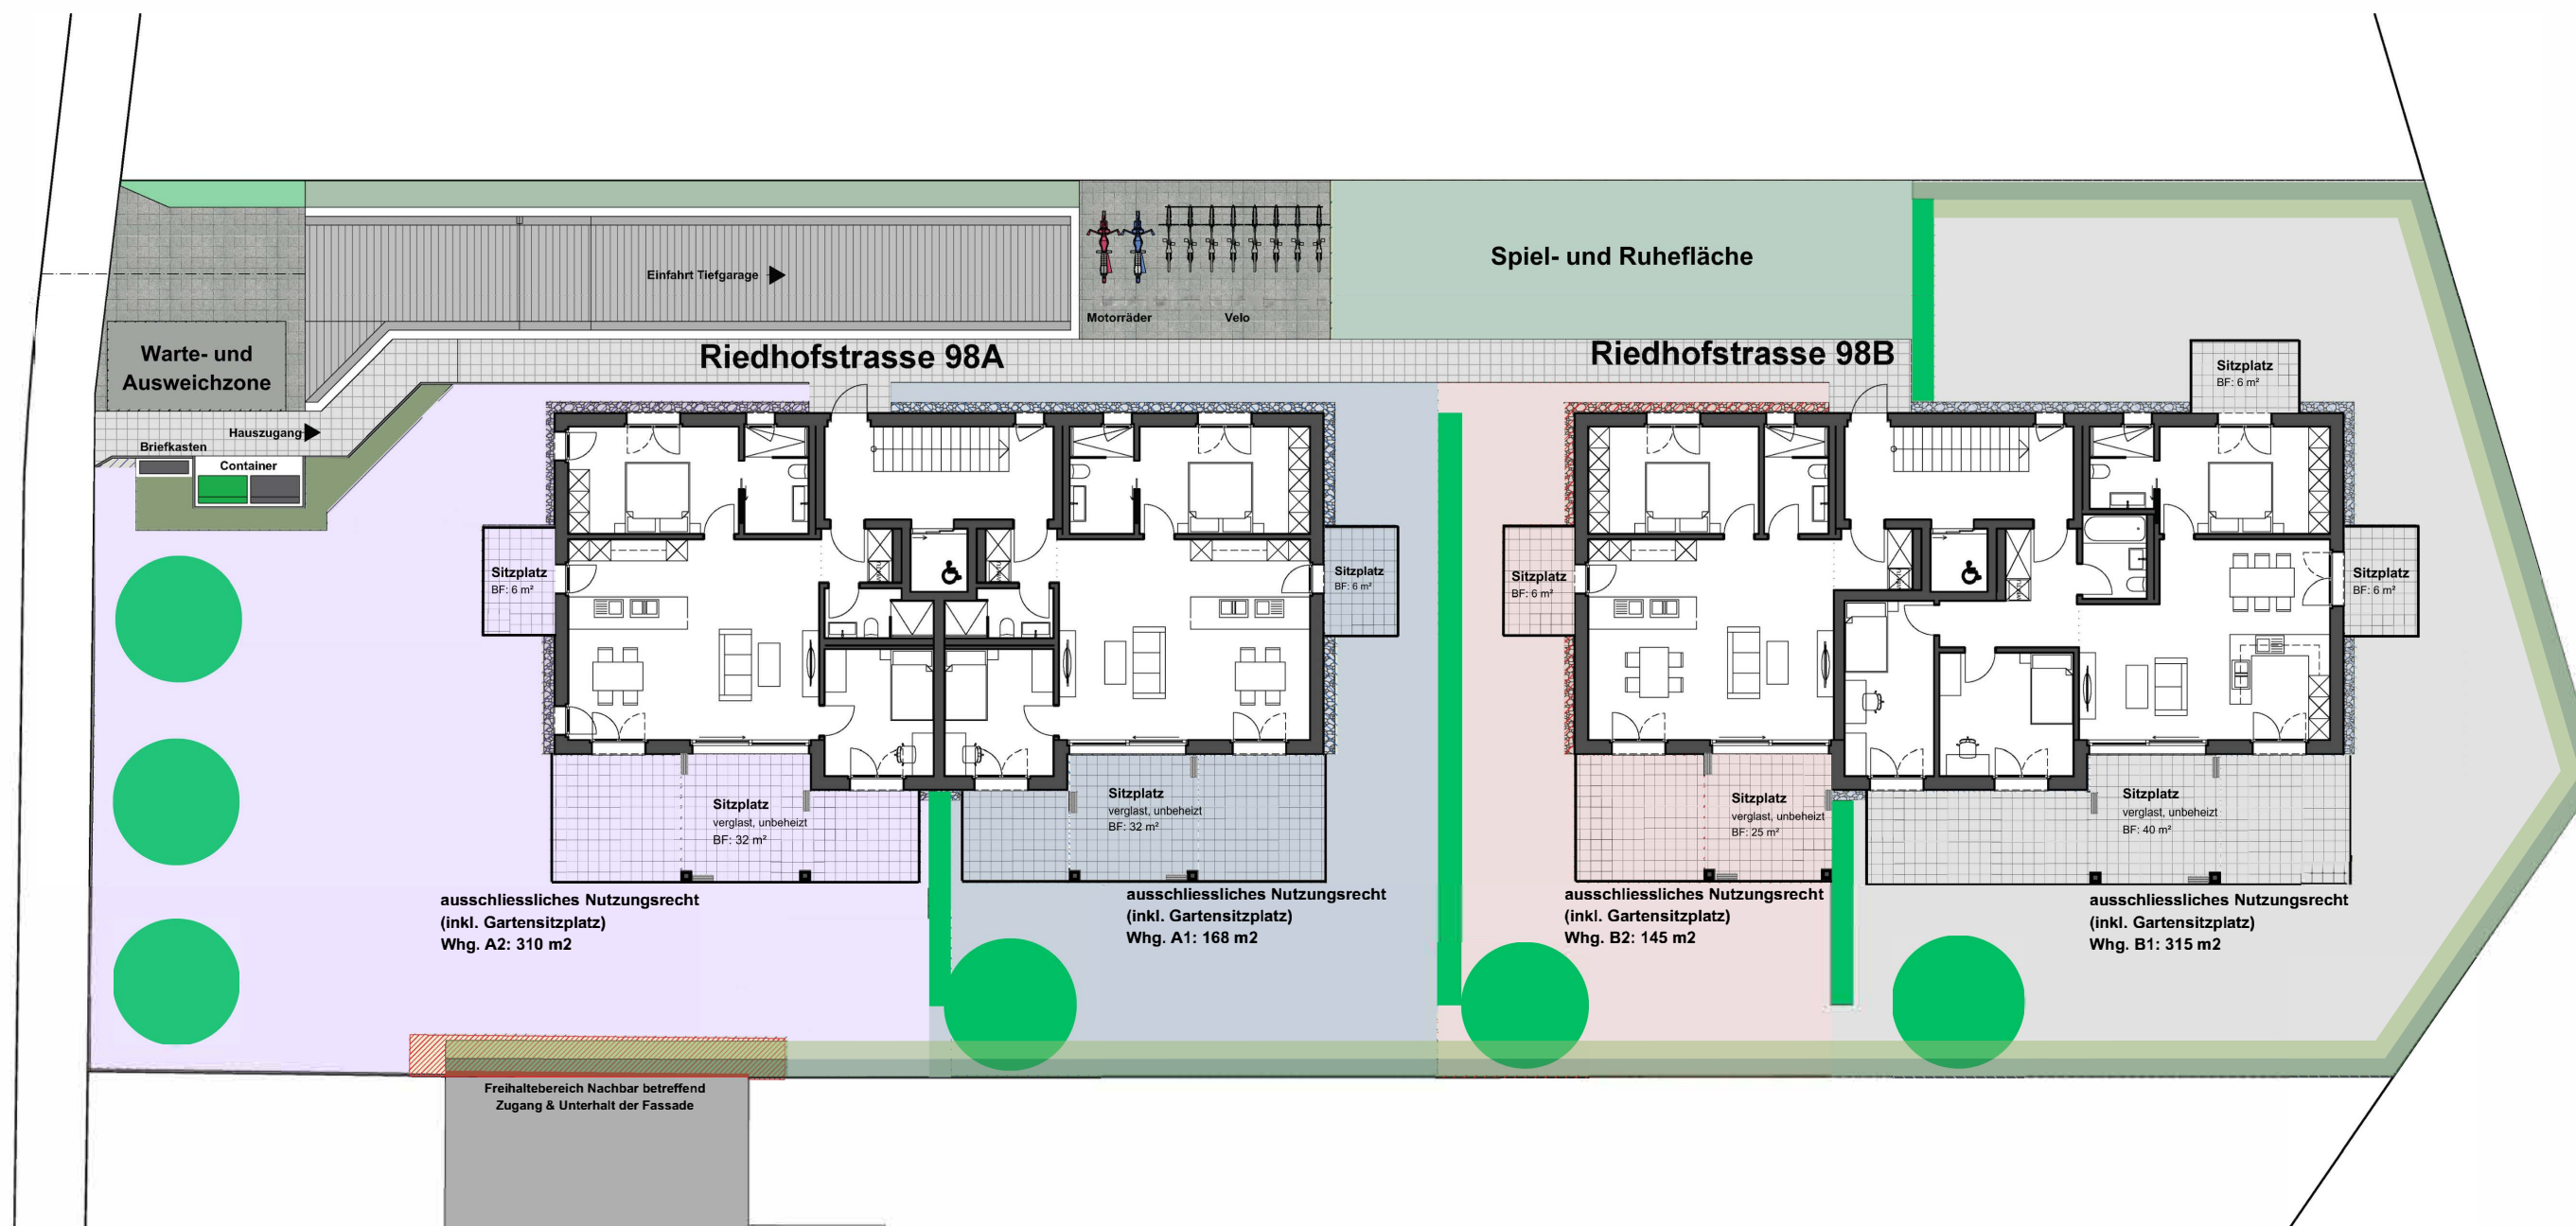 Spiel- und Ruhefläche
Einfahrt Tiefgarage
Motorräder
Velo
Warte- und
Ausweichzone
Riedhofstrasse 98A
Riedhofstrasse 98B
Sitzplatz
BF: 6 m²
Hauszugang
Briefkasten
Container
Sitzplatz
BF: 6 m²
Sitzplatz
BF: 6 m²
Sitzplatz
BF: 6 m²
Sitzplatz
BF: 6 m²
Sitzplatz
verglast, unbeheizt
BF: 32 m²
Sitzplatz
verglast, unbeheizt
BF: 32 m²
Sitzplatz
verglast, unbeheizt
BF: 25 m²
Sitzplatz
verglast, unbeheizt
BF: 40 m²
ausschliessliches Nutzungsrecht
(inkl. Gartensitzplatz)
Whg. A2: 310 m2
ausschliessliches Nutzungsrecht
(inkl. Gartensitzplatz)
Whg. A1: 168 m2
ausschliessliches Nutzungsrecht
(inkl. Gartensitzplatz)
Whg. B2: 145 m2
ausschliessliches Nutzungsrecht
(inkl. Gartensitzplatz)
Whg. B1: 315 m2
Freihaltebereich Nachbar betreffend
Zugang & Unterhalt der Fassade